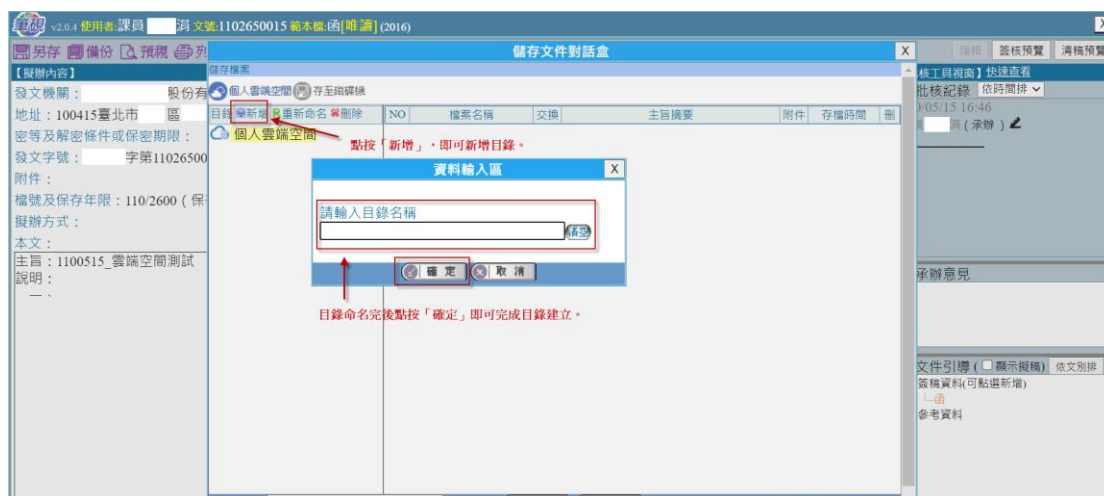 筆硯 v2.0.4 使用者:課員 涓 文號:1102650015 範本檔:函[唯讀] (2016)
另存 備份 預視 列
編輯 簽核預覽 清稿預覽
儲存文件對話盒 X
【擬辦內容】
發文機關： 股份有
地址：100415臺北市 區
密等及解密條件或保密期限：
發文字號： 字第11026500
附件：
檔號及保存年限：110/2600 ( 保
擬辦方式：
本文：
主旨：1100515_雲端空間測試
說明：
一、
儲存檔案
個人雲端空間 存至磁碟機
目錄 新增 重新命名 刪除
NO 檔案名稱 交換 主旨摘要 附件 存檔時間 刪
個人雲端空間
點按「新增」，即可新增目錄。
資料輸入區 X
請輸入目錄名稱
清空
確定 取消
目錄命名完後點按「確定」即可完成目錄建立。
核工具視窗】快速查看
批核紀錄 依時間排
0/05/15 16:46
( 承辦 )
承辦意見
文件引導 ( 顯示擬稿) 依文別排
簽稿資料(可點選新增)
函
參考資料